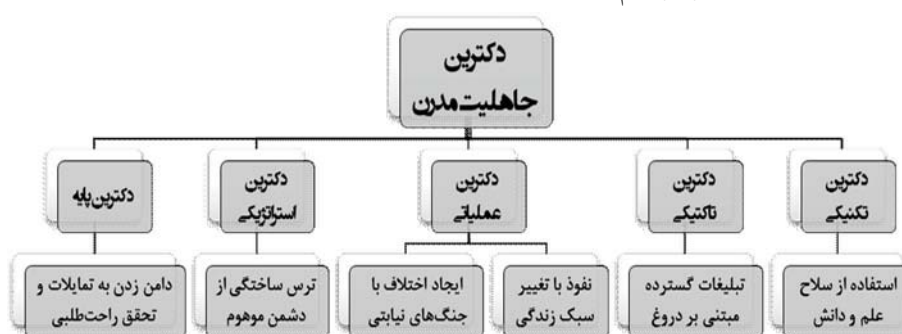 دکترین
جاهلیت مدرن
دکترین
تکنیکی
دکترین
تاکتیکی
دکترین
عملیاتی
دکترین
استراتژیکی
دکترین پایه
استفاده از سلاح
علم و دانش
تبلیغات گسترده
مبتنی بر دروغ
نفوذ با تغییر
سبک زندگی
ایجاد اختلاف با
جنگ‌های نیابتی
ترس ساختگی از
دشمن موهوم
دامن زدن به تمایلات و
تحقق راحت‌طلبی